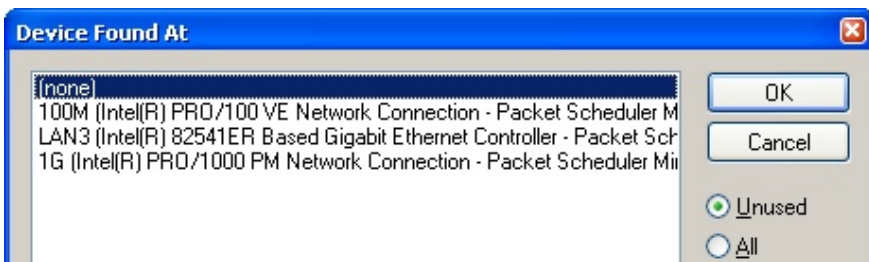 Device Found At
(none)
100M (Intel(R) PRO/100 VE Network Connection - Packet Scheduler M
LAN3 (Intel(R) 82541ER Based Gigabit Ethernet Controller - Packet Sch
1G (Intel(R) PRO/1000 PM Network Connection - Packet Scheduler Min
OK
Cancel
Unused
All